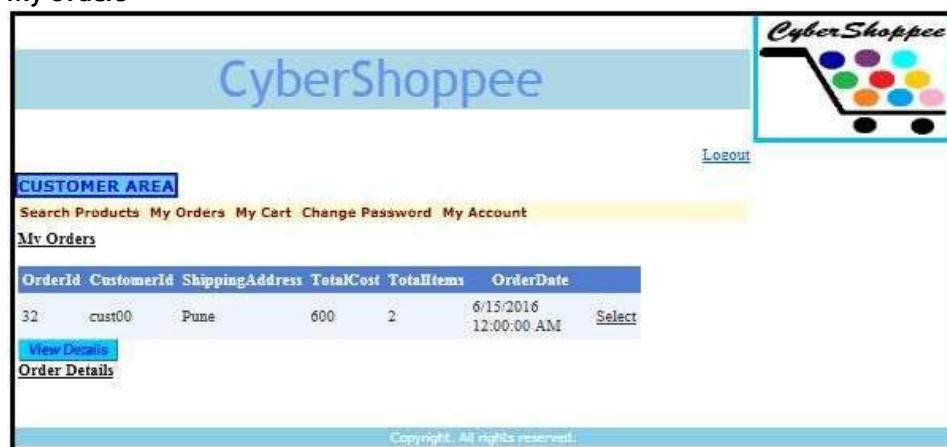 My Orders
CyberShoppee
CyberShoppee
Logout
CUSTOMER AREA
Search Products My Orders My Cart Change Password My Account
My Orders
OrderId CustomerId ShippingAddress TotalCost TotalItems OrderDate
32 cust00 Pune 600 2 6/15/2016 12:00:00 AM Select
View Details
Order Details
Copyright. All rights reserved.